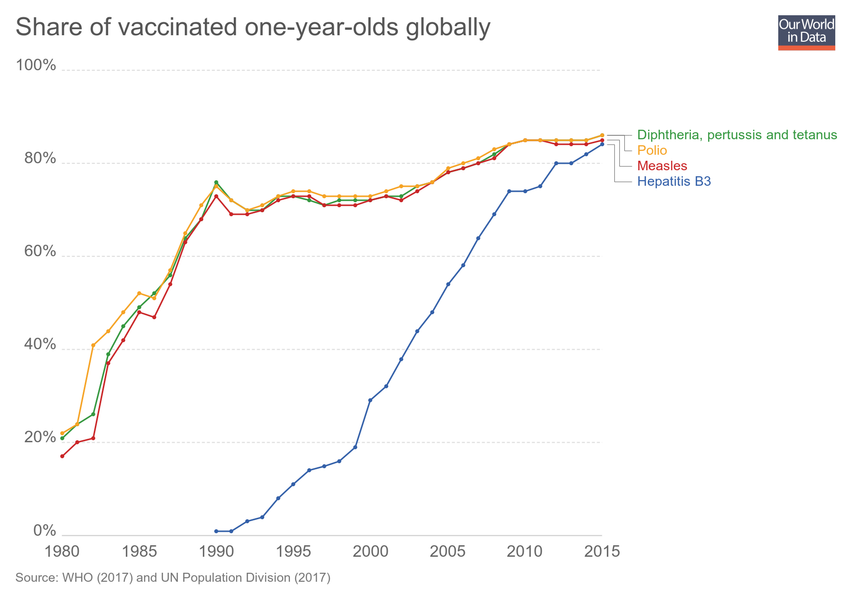 Share of vaccinated one-year-olds globally
Our World
in Data
100%
80%
60%
40%
20%
0%
Diphtheria, pertussis and tetanus
Polio
Measles
Hepatitis B3
1980 1985 1990 1995 2000 2005 2010 2015
Source: WHO (2017) and UN Population Division (2017)